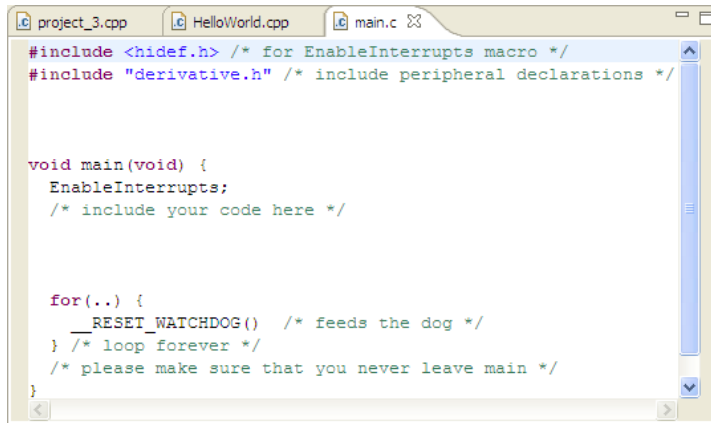 project_3.cpp HelloWorld.cpp main.c
#include <hidef.h> /* for EnableInterrupts macro */
#include "derivative.h" /* include peripheral declarations */
void main(void) {
EnableInterrupts;
/* include your code here */
for(..) {
__RESET_WATCHDOG() /* feeds the dog */
} /* loop forever */
/* please make sure that you never leave main */
}